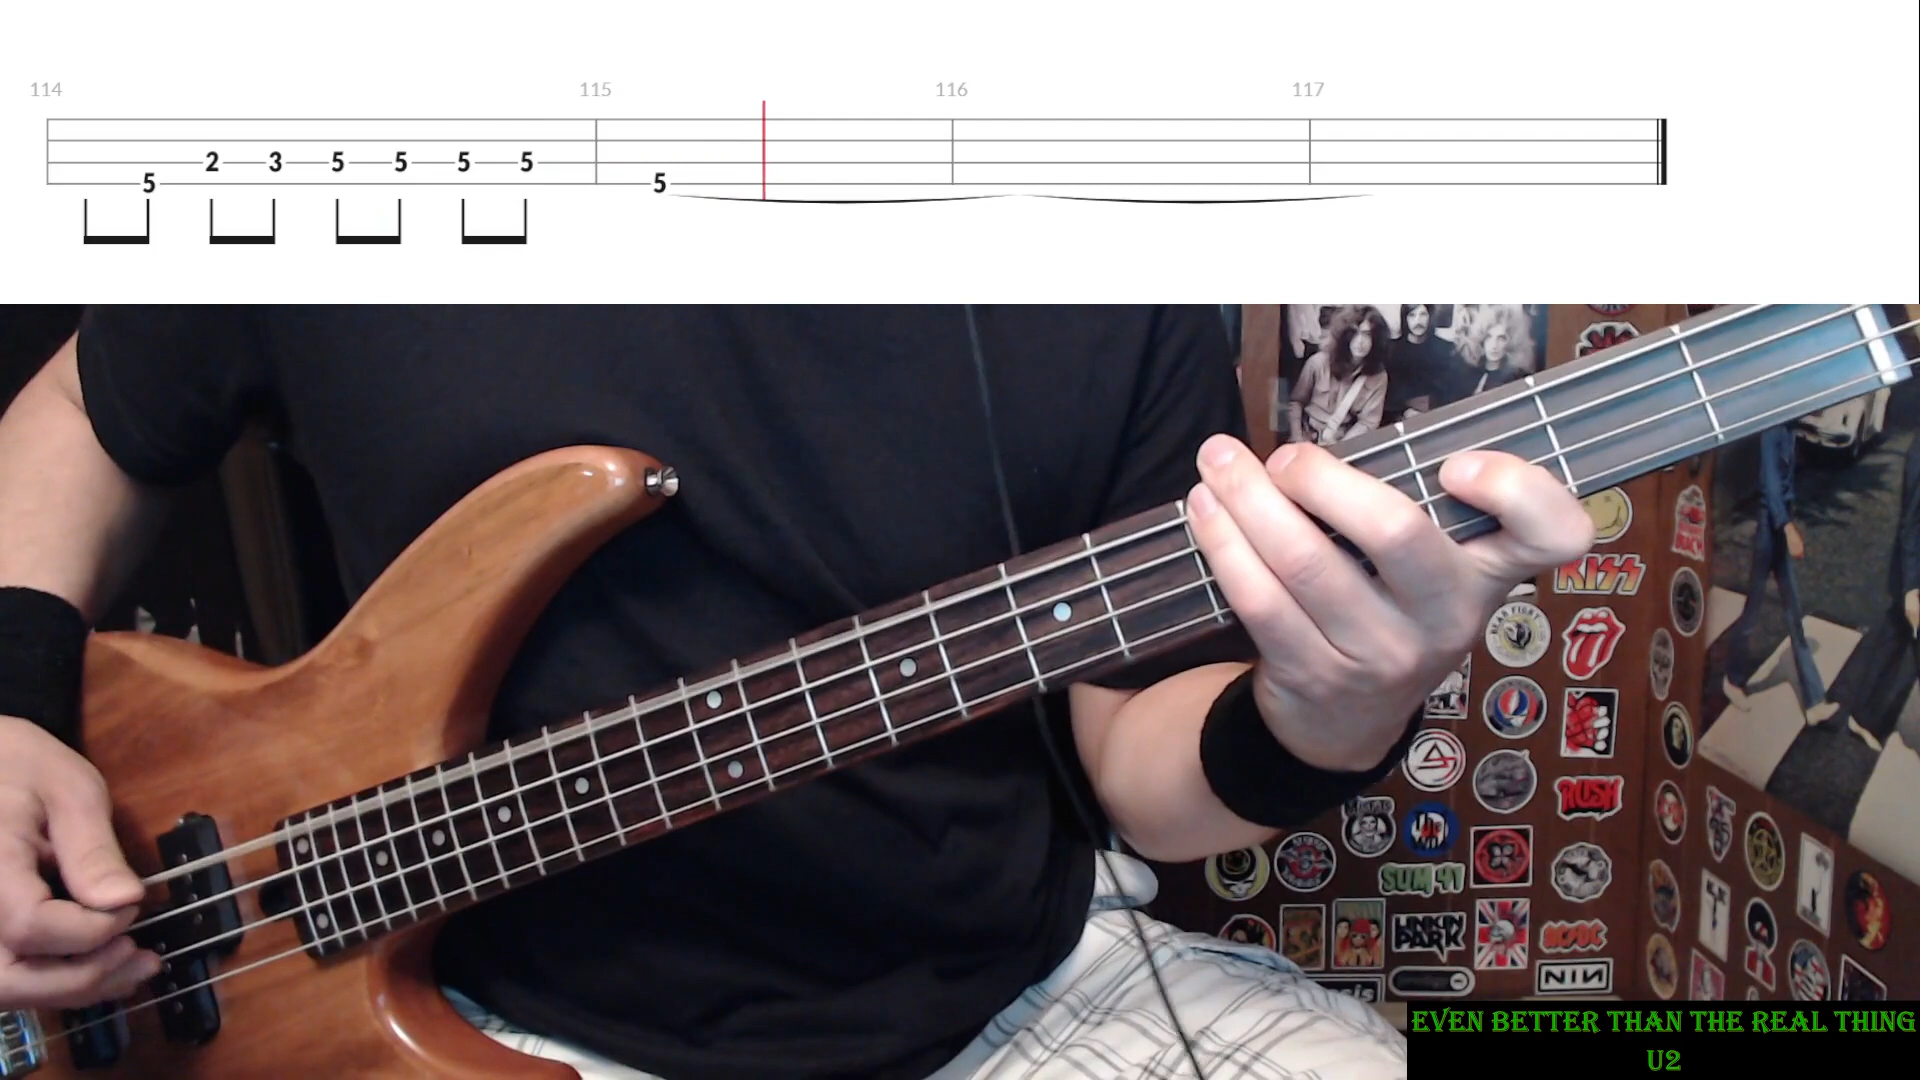 114 115 116 117
2 3 5 5 5 5
5 5
KISS
RUSH
SUM 41
LINKIN PARK
AC/DC
NIN
EVEN BETTER THAN THE REAL THING
U2